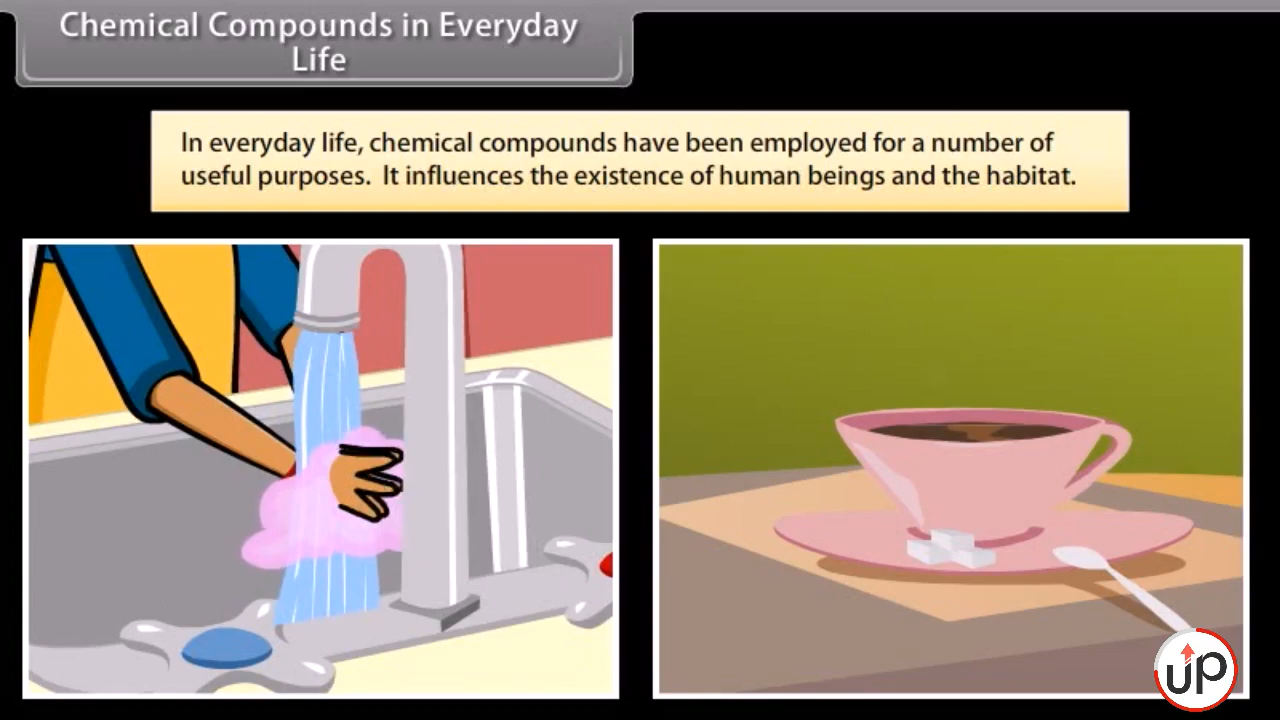 Chemical Compounds in Everyday
Life
In everyday life, chemical compounds have been employed for a number of
useful purposes.  It influences the existence of human beings and the habitat.
up